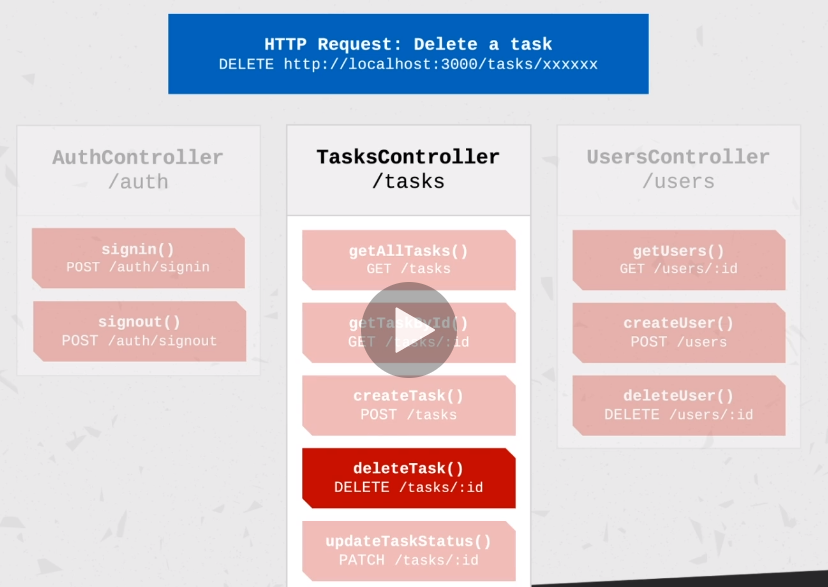 HTTP Request: Delete a task
DELETE http://localhost:3000/tasks/xxxxxx
AuthController
/auth
signin()
POST /auth/signin
signout()
POST /auth/signout
TasksController
/tasks
getAllTasks()
GET /tasks
getTaskById()
GET /tasks/:id
createTask()
POST /tasks
deleteTask()
DELETE /tasks/:id
updateTaskStatus()
PATCH /tasks/:id
UsersController
/users
getUsers()
GET /users/:id
createUser()
POST /users
deleteUser()
DELETE /users/:id